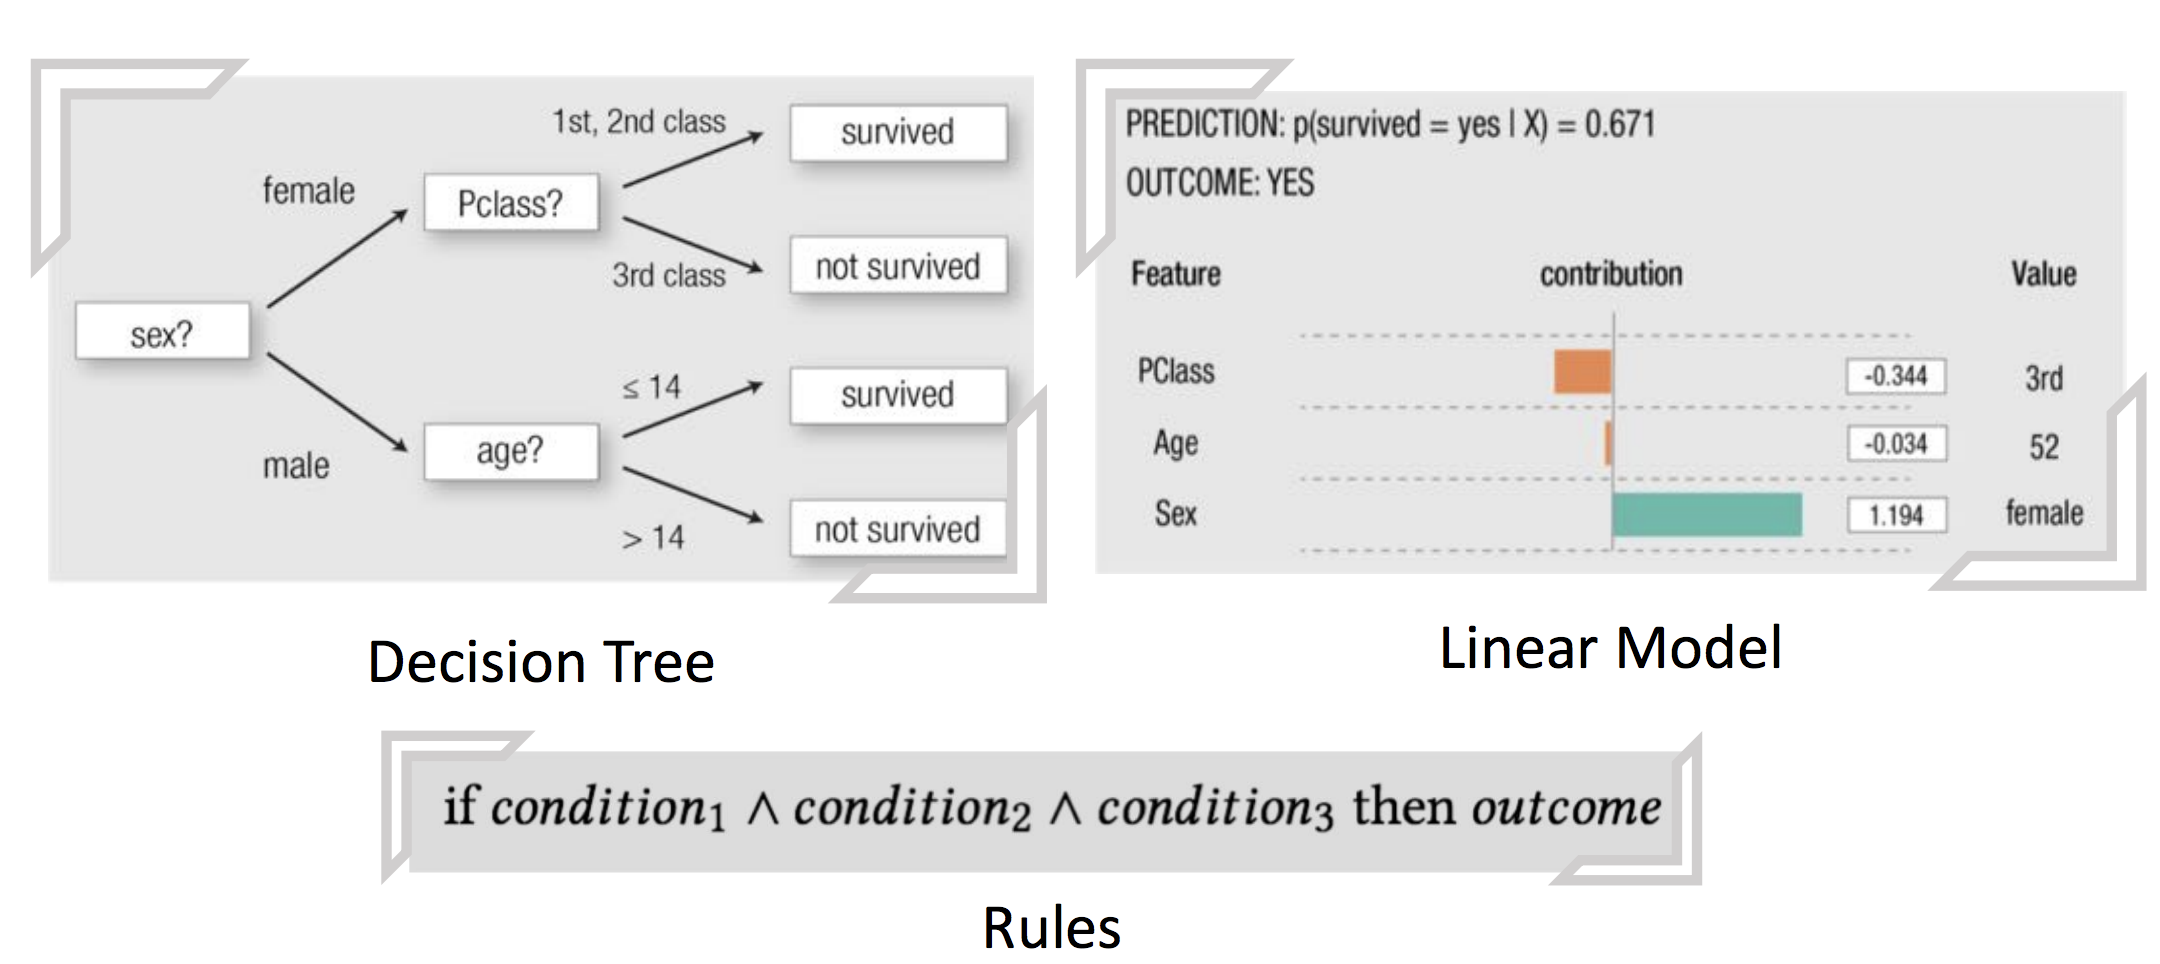 1st, 2nd class
survived
female
Pclass?
3rd class
not survived
sex?
≤ 14
survived
male
age?
> 14
not survived
Decision Tree
PREDICTION: p(survived = yes | X) = 0.671
OUTCOME: YES
Feature contribution Value
PClass -0.344 3rd
Age -0.034 52
Sex 1.194 female
Linear Model
if condition₁ ∧ condition₂ ∧ condition₃ then outcome
Rules